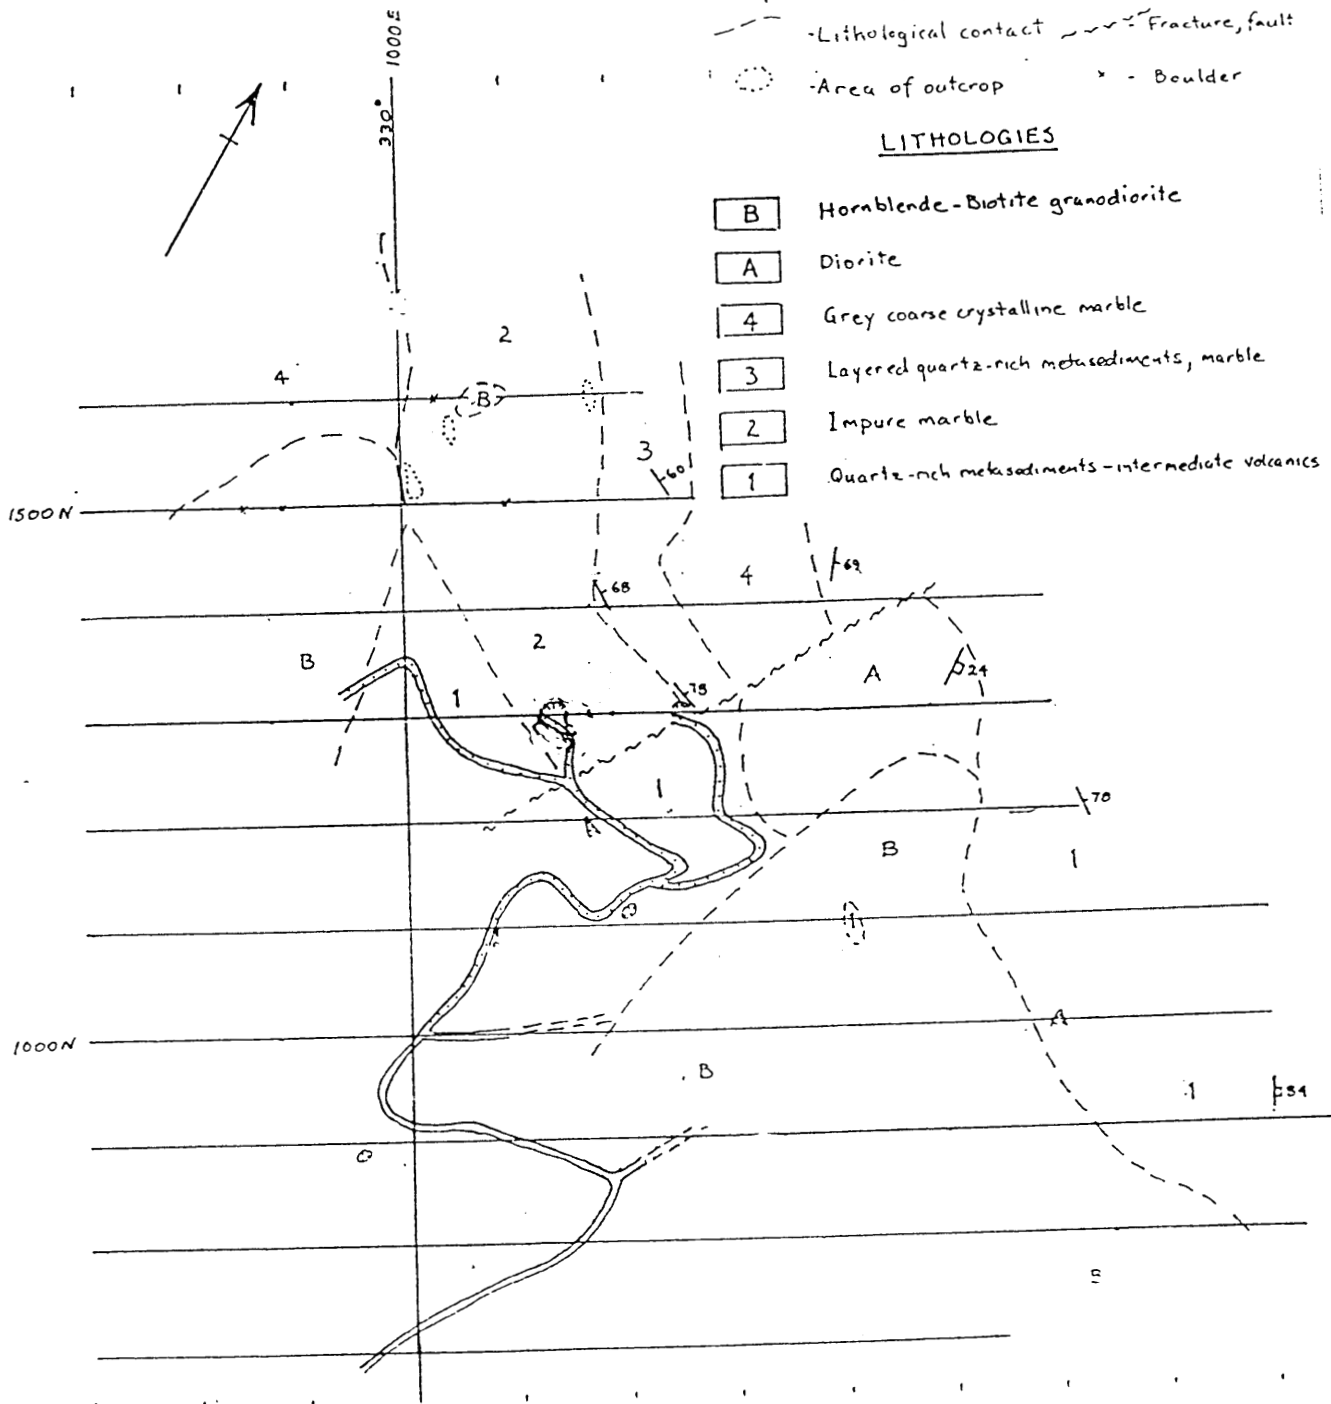 1000E
-Lithological contact
- Fracture, fault
-Area of outcrop
x - Boulder
330°
LITHOLOGIES
B Hornblende-Biotite granodiorite
A Diorite
4 Grey coarse crystalline marble
3 Layered quartz-rich metasediments, marble
2 Impure marble
1 Quartz-rich metasediments-intermediate volcanics
2
4
B
3
60
1500N
4
69
68
2
B
A
24
1
75
1
70
B
1
1
1000N
B
1
34